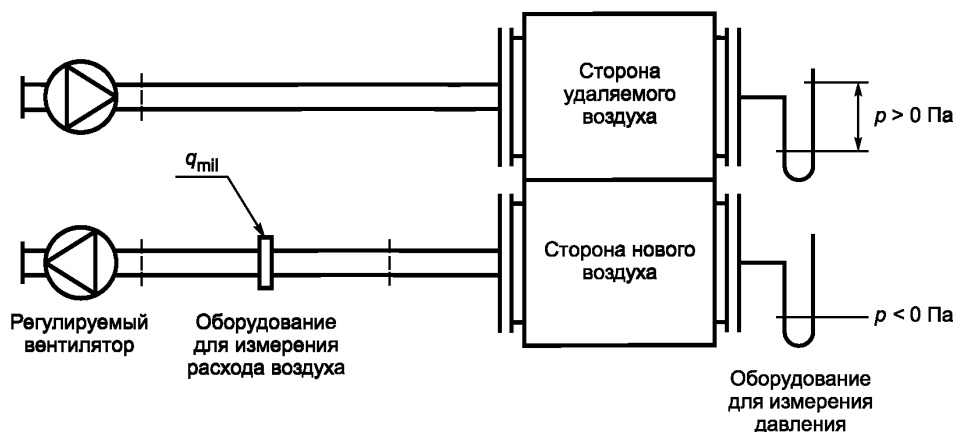 Сторона
удаляемого
воздуха
p > 0 Па
q mil
Сторона нового
воздуха
p < 0 Па
Регулируемый
вентилятор
Оборудование
для измерения
расхода воздуха
Оборудование
для измерения
давления